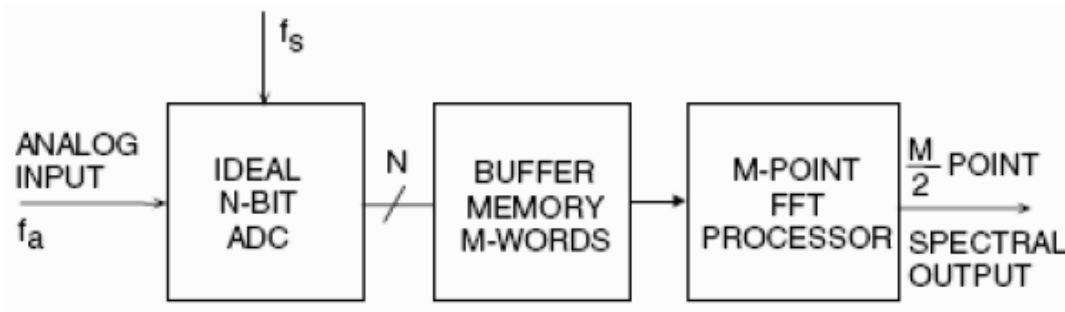 fs
ANALOG
INPUT
fa
IDEAL
N-BIT
ADC
N
BUFFER
MEMORY
M-WORDS
M-POINT
FFT
PROCESSOR
M
2 POINT
SPECTRAL
OUTPUT